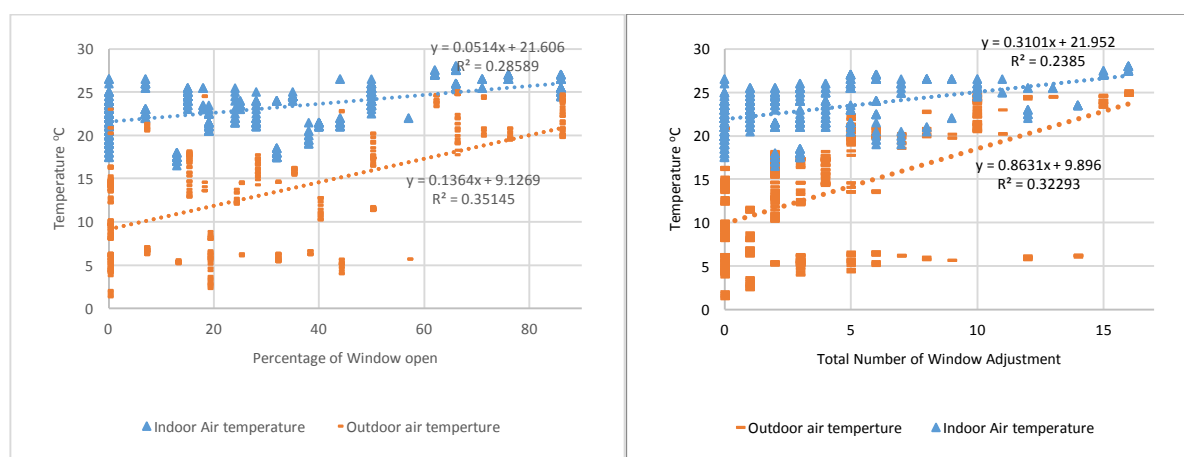 30
25
20
15
10
5
0
Temperature ºC
y = 0.0514x + 21.606
R² = 0.28589
y = 0.1364x + 9.1269
R² = 0.35145
0 20 40 60 80
Percentage of Window open
Indoor Air temperature Outdoor air temperture
30
25
20
15
10
5
0
Temperature ºC
y = 0.3101x + 21.952
R² = 0.2385
y = 0.8631x + 9.896
R² = 0.32293
0 5 10 15
Total Number of Window Adjustment
Outdoor air temperture Indoor Air temperature